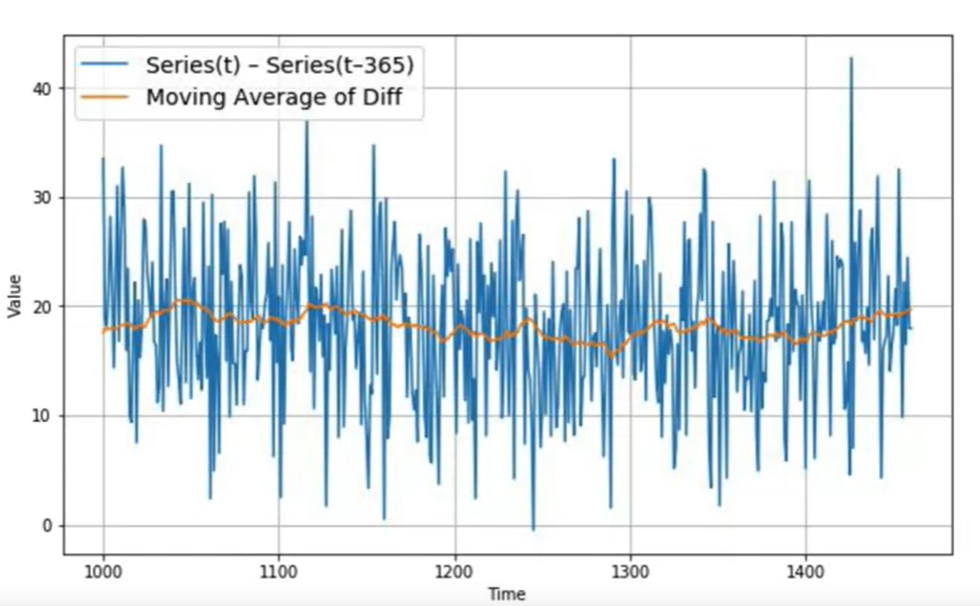 Series(t) – Series(t–365)
Moving Average of Diff
40
30
20
10
0
Value
1000 1100 1200 1300 1400
Time